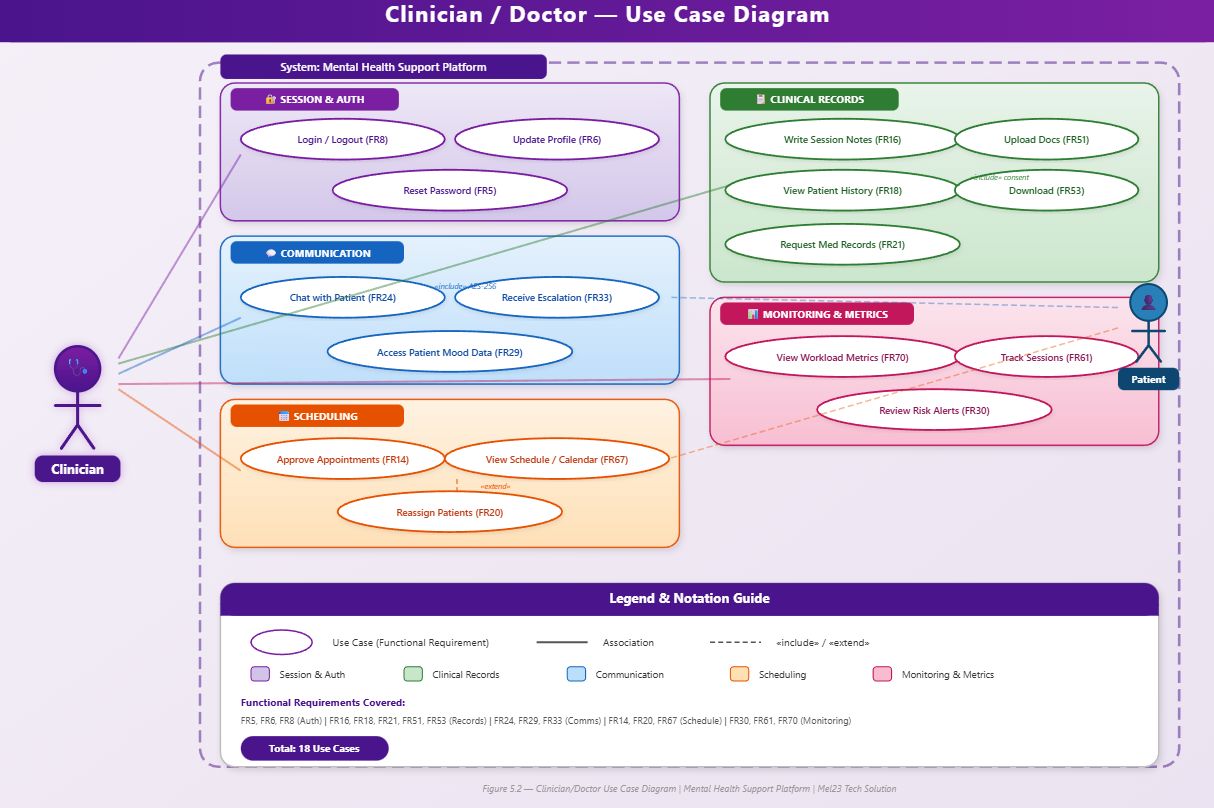 Clinician / Doctor — Use Case Diagram
System: Mental Health Support Platform
SESSION & AUTH
Login / Logout (FR8)
Update Profile (FR6)
Reset Password (FR5)
CLINICAL RECORDS
Write Session Notes (FR16)
Upload Docs (FR51)
«include» consent
View Patient History (FR18)
Download (FR53)
Request Med Records (FR21)
COMMUNICATION
«include» AES-256
Chat with Patient (FR24)
Receive Escalation (FR33)
Access Patient Mood Data (FR29)
MONITORING & METRICS
View Workload Metrics (FR70)
Track Sessions (FR61)
Review Risk Alerts (FR30)
Patient
Clinician
SCHEDULING
Approve Appointments (FR14)
View Schedule / Calendar (FR67)
«extend»
Reassign Patients (FR20)
Legend & Notation Guide
Use Case (Functional Requirement)
Association
«include» / «extend»
Session & Auth
Clinical Records
Communication
Scheduling
Monitoring & Metrics
Functional Requirements Covered:
FR5, FR6, FR8 (Auth) | FR16, FR18, FR21, FR51, FR53 (Records) | FR24, FR29, FR33 (Comms) | FR14, FR20, FR67 (Schedule) | FR30, FR61, FR70 (Monitoring)
Total: 18 Use Cases
Figure 5.2 — Clinician/Doctor Use Case Diagram | Mental Health Support Platform | Mel23 Tech Solution